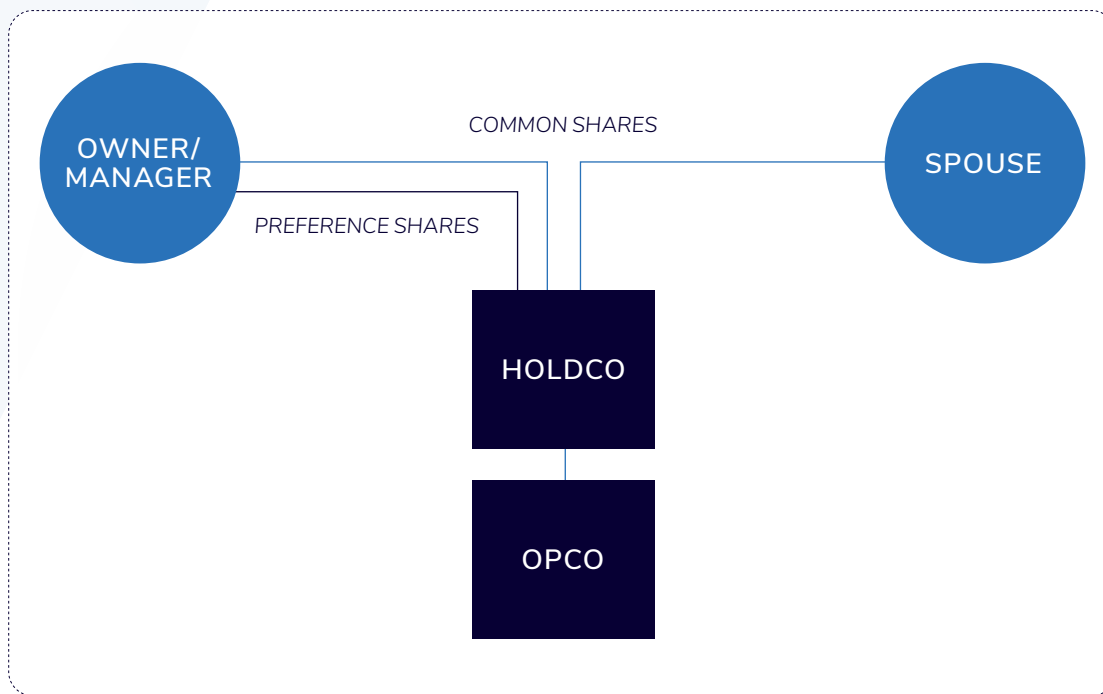 COMMON SHARES
OWNER/
MANAGER
SPOUSE
PREFERENCE SHARES
HOLDCO
OPCO